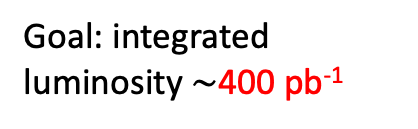 Goal: integrated
luminosity ~400 pb⁻¹